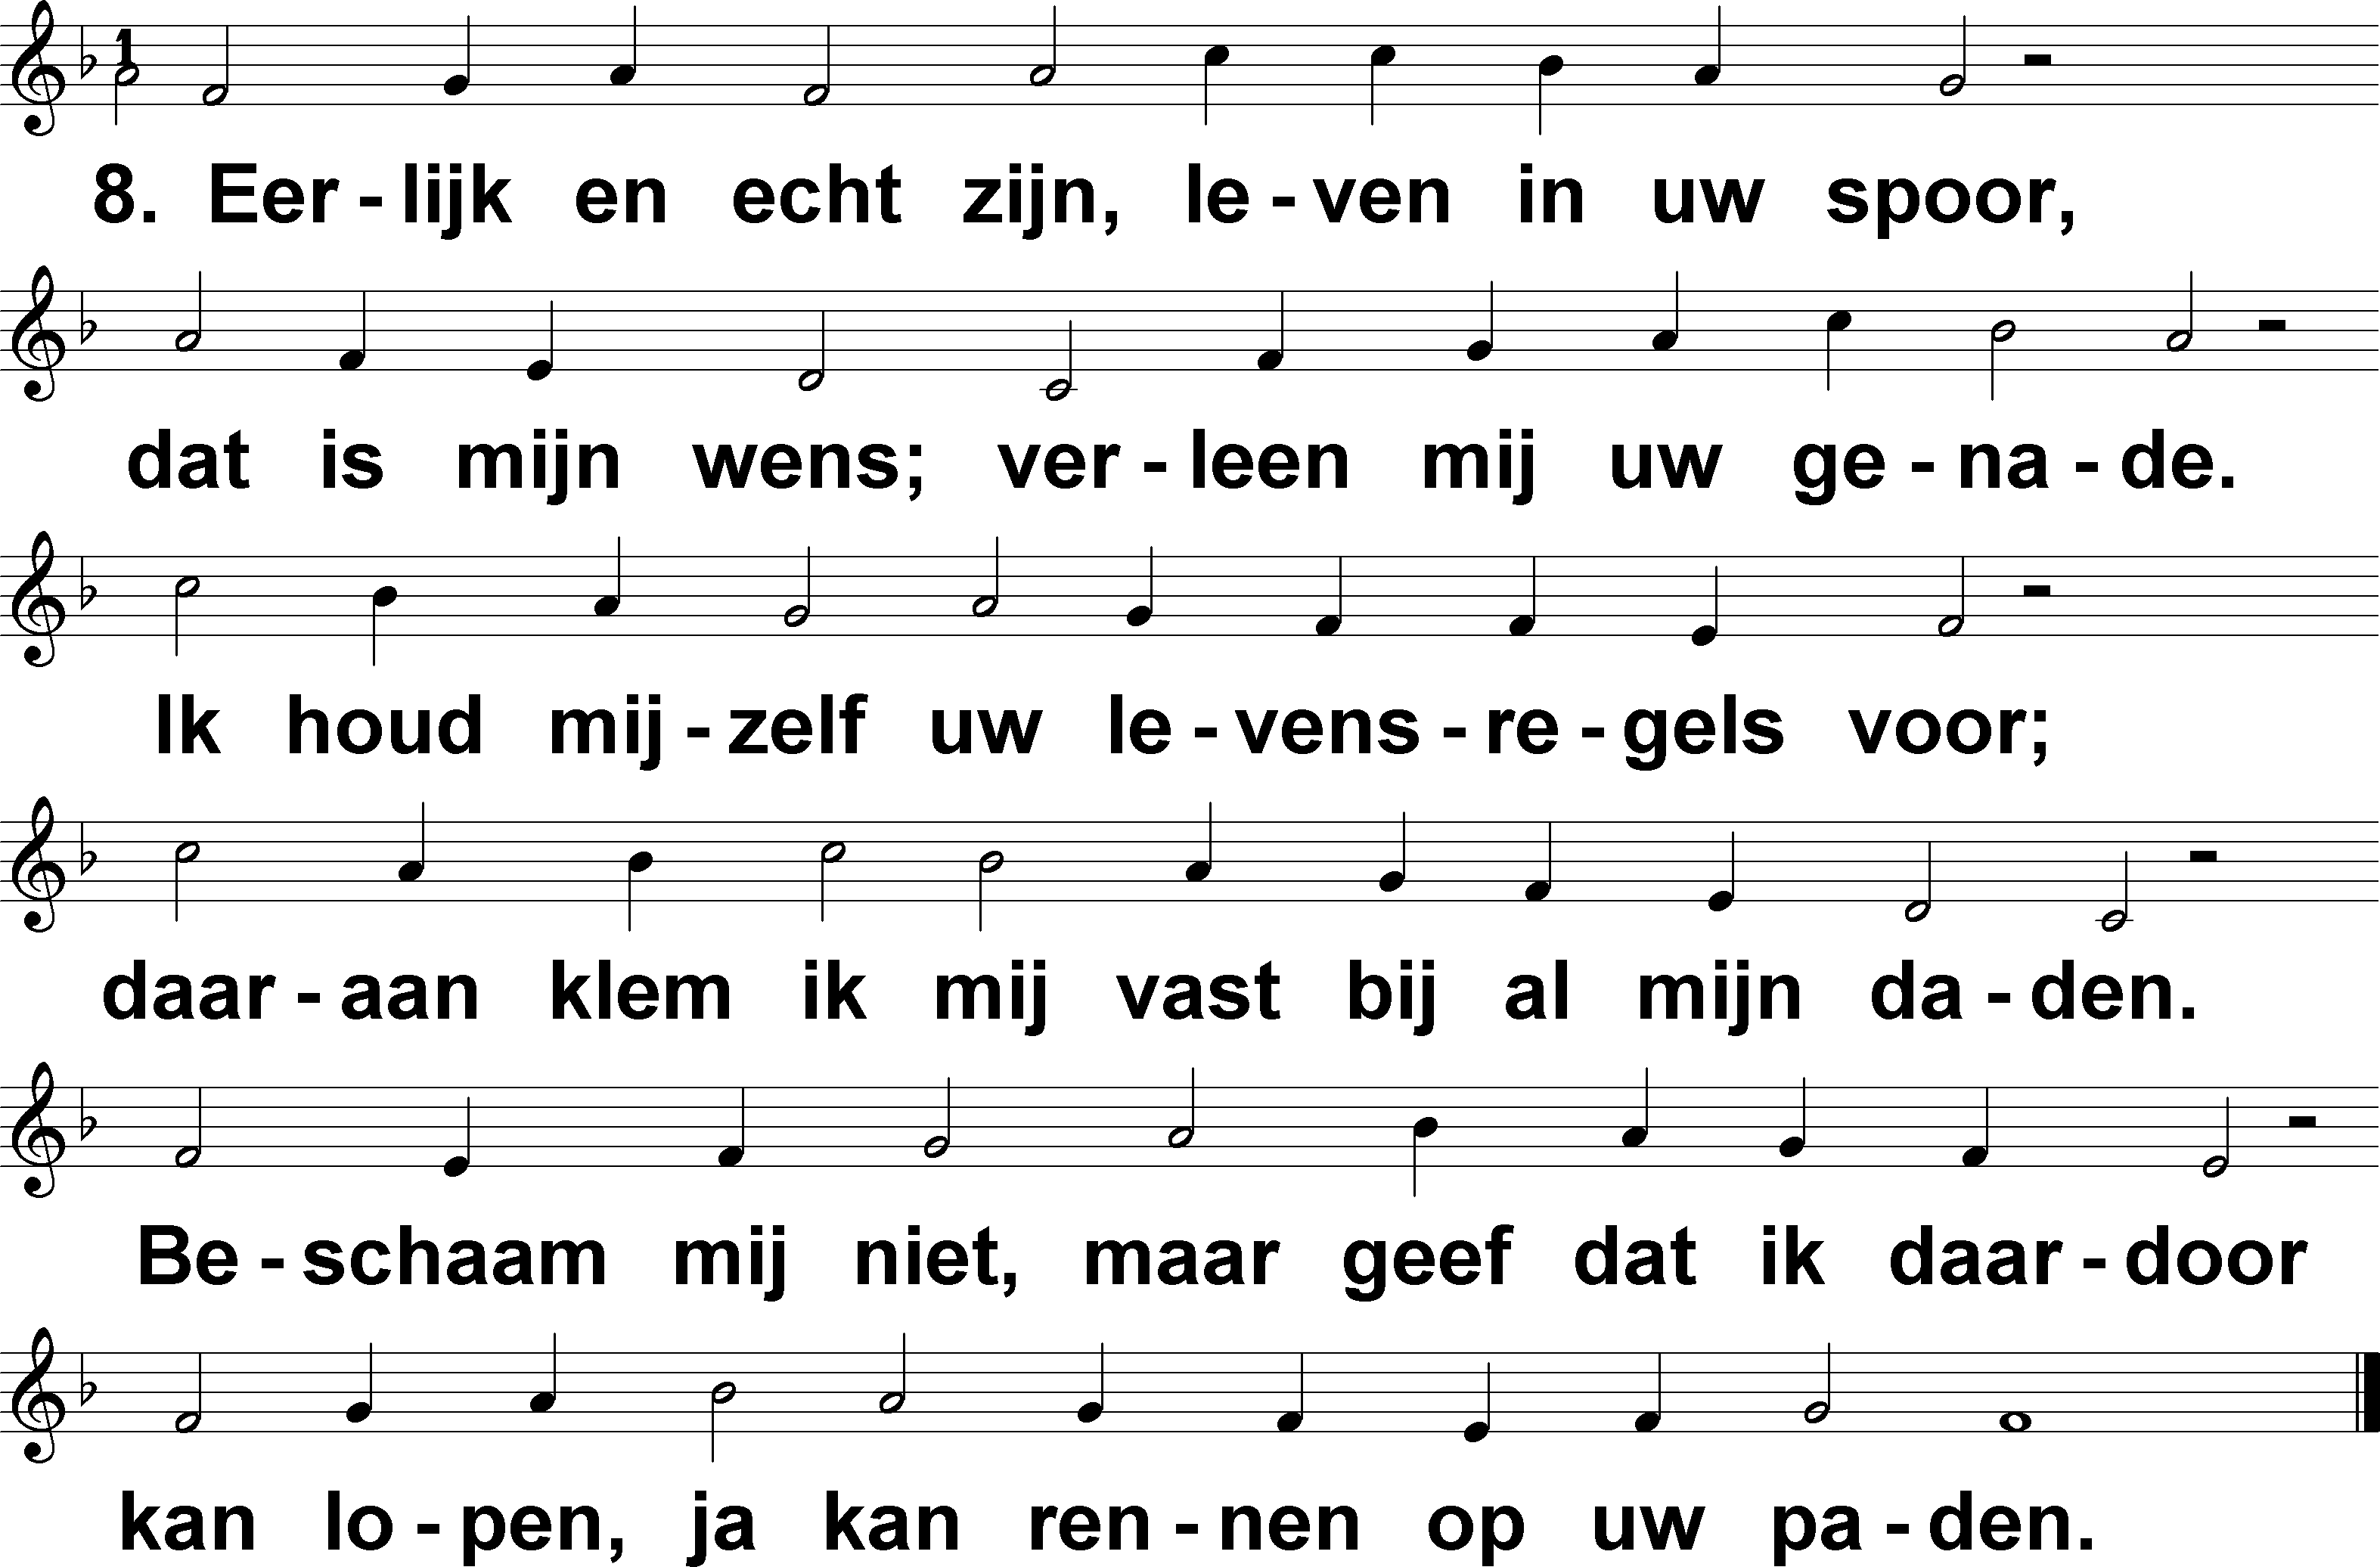 8. Eer - lijk en echt zijn, le - ven in uw spoor,
dat is mijn wens; ver - leen mij uw ge - na - de.
Ik houd mij - zelf uw le - vens - re - gels voor;
daar - aan klem ik mij vast bij al mijn da - den.
Be - schaam mij niet, maar geef dat ik daar - door
kan lo - pen, ja kan ren - nen op uw pa - den.